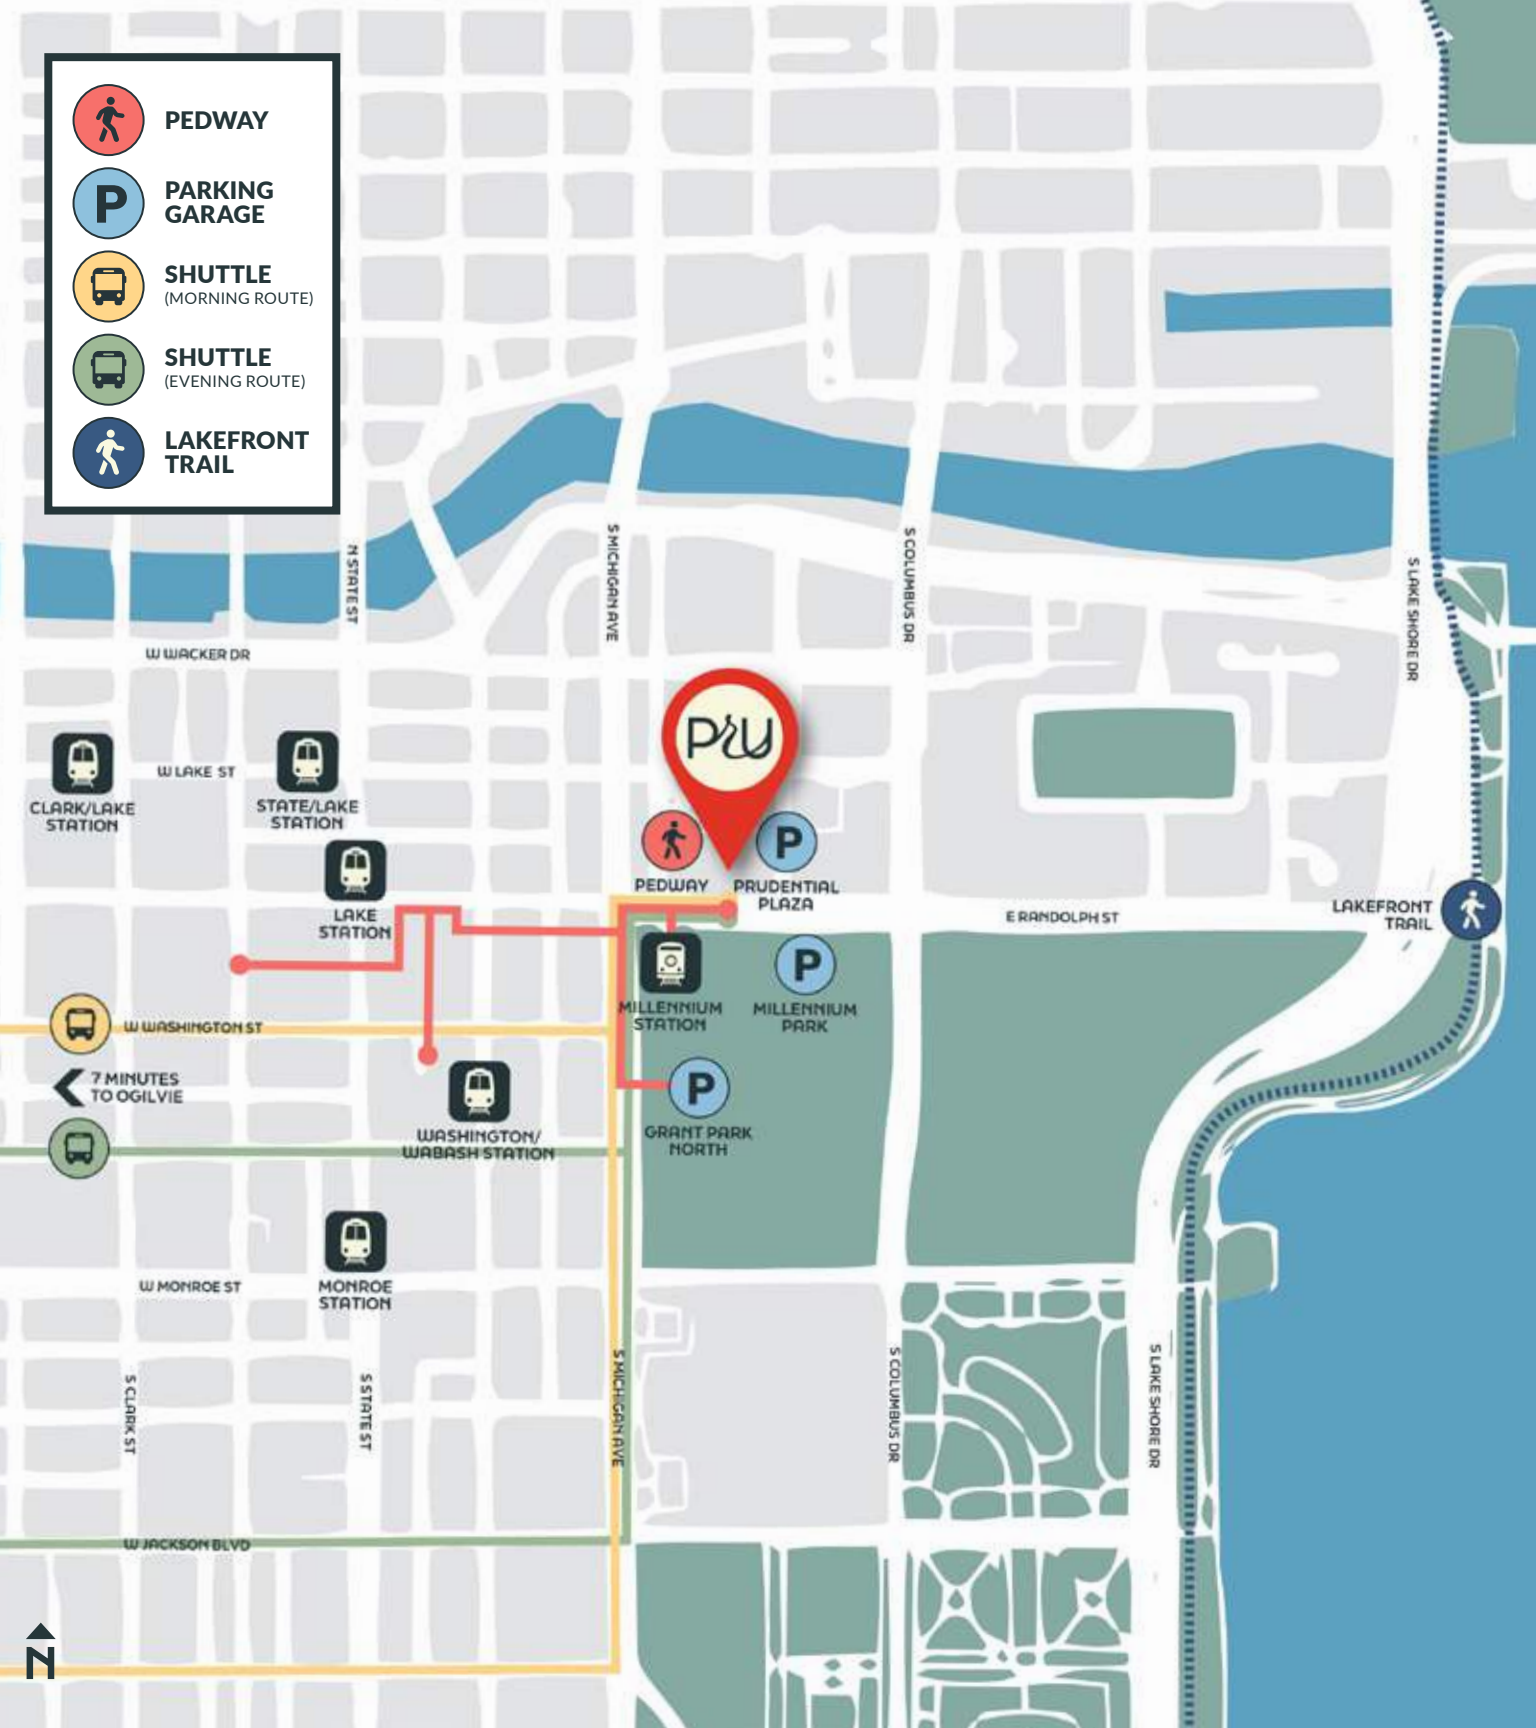 PEDWAY
P
PARKING
GARAGE
SHUTTLE
(MORNING ROUTE)
SHUTTLE
(EVENING ROUTE)
LAKEFRONT
TRAIL
N STATE ST
S MICHIGAN AVE
S COLUMBUS DR
S LAKE SHORE DR
W WACKER DR
PRU
CLARK/LAKE
STATION
W LAKE ST
STATE/LAKE
STATION
LAKE
STATION
PEDWAY
P
PRUDENTIAL
PLAZA
E RANDOLPH ST
LAKEFRONT
TRAIL
MILLENNIUM
STATION
P
MILLENNIUM
PARK
W WASHINGTON ST
7 MINUTES
TO OGILVIE
WASHINGTON/
WABASH STATION
P
GRANT PARK
NORTH
W MONROE ST
MONROE
STATION
S CLARK ST
S STATE ST
S MICHIGAN AVE
S COLUMBUS DR
S LAKE SHORE DR
W JACKSON BLVD
N